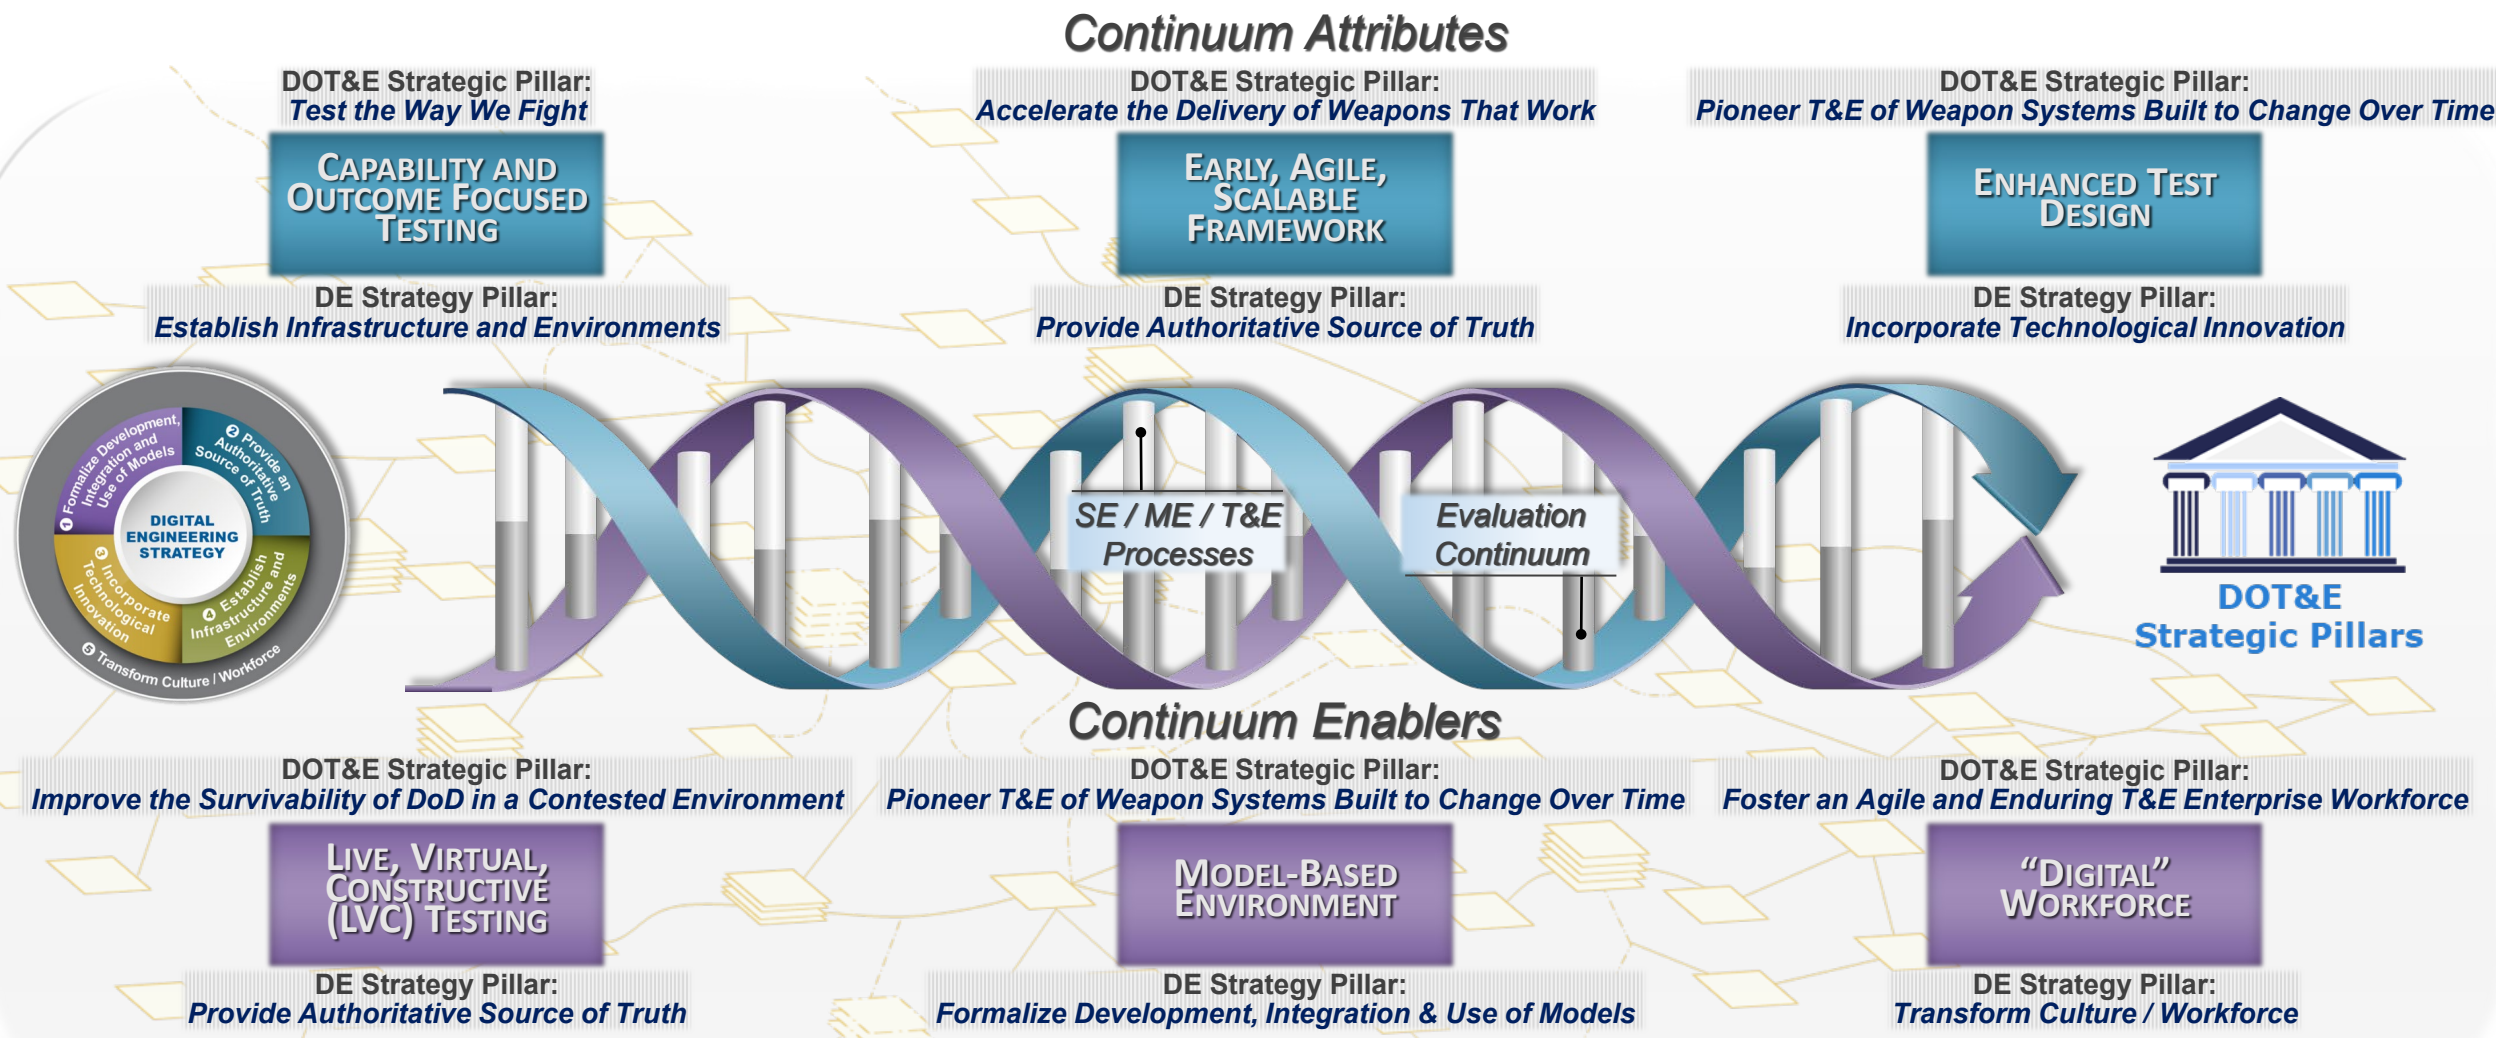 Continuum Attributes
DOT&E Strategic Pillar:
Test the Way We Fight
CAPABILITY AND
OUTCOME FOCUSED
TESTING
DE Strategy Pillar:
Establish Infrastructure and Environments
DOT&E Strategic Pillar:
Accelerate the Delivery of Weapons That Work
EARLY, AGILE,
SCALABLE
FRAMEWORK
DE Strategy Pillar:
Provide Authoritative Source of Truth
DOT&E Strategic Pillar:
Pioneer T&E of Weapon Systems Built to Change Over Time
ENHANCED TEST
DESIGN
DE Strategy Pillar:
Incorporate Technological Innovation
1 Formalize Development,
Integration and
Use of Models
2 Provide an
Authoritative
Source of Truth
DIGITAL
ENGINEERING
STRATEGY
3 Incorporate
Technological
Innovation
4 Establish
Infrastructure and
Environments
5 Transform Culture / Workforce
SE / ME / T&E
Processes
Evaluation
Continuum
DOT&E
Strategic Pillars
Continuum Enablers
DOT&E Strategic Pillar:
Improve the Survivability of DoD in a Contested Environment
LIVE, VIRTUAL,
CONSTRUCTIVE
(LVC) TESTING
DE Strategy Pillar:
Provide Authoritative Source of Truth
DOT&E Strategic Pillar:
Pioneer T&E of Weapon Systems Built to Change Over Time
MODEL-BASED
ENVIRONMENT
DE Strategy Pillar:
Formalize Development, Integration & Use of Models
DOT&E Strategic Pillar:
Foster an Agile and Enduring T&E Enterprise Workforce
“DIGITAL”
WORKFORCE
DE Strategy Pillar:
Transform Culture / Workforce